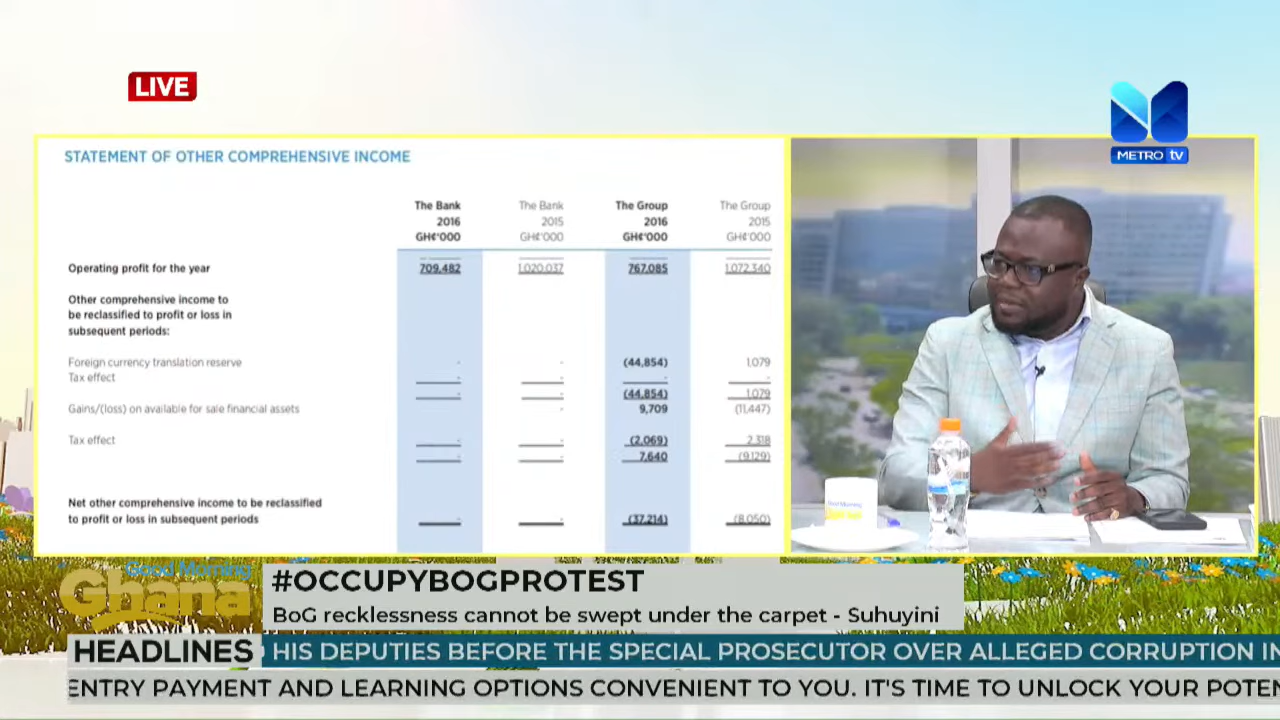 LIVE
METRO tv
STATEMENT OF OTHER COMPREHENSIVE INCOME
The Bank The Bank The Group The Group
2016 2015 2016 2015
GH¢'000 GH¢'000 GH¢'000 GH¢'000
Operating profit for the year 709,482 1,020,037 767,085 1,072,340
Other comprehensive income to
be reclassified to profit or loss in
subsequent periods:
Foreign currency translation reserve - - (44,854) 1,079
Tax effect - - - -
- - (44,854) 1,079
Gains/(loss) on available for sale financial assets - 9,709 (11,447)
Tax effect - - (2,069) 2,318
- - 7,640 (9,129)
Net other comprehensive income to be reclassified
to profit or loss in subsequent periods - - (37,214) (8,050)
Good Morning
Ghana
#OCCUPYBOGPROTEST
BoG recklessness cannot be swept under the carpet - Suhuyini
HEADLINES HIS DEPUTIES BEFORE THE SPECIAL PROSECUTOR OVER ALLEGED CORRUPTION IN
ENTRY PAYMENT AND LEARNING OPTIONS CONVENIENT TO YOU. IT'S TIME TO UNLOCK YOUR POTEN